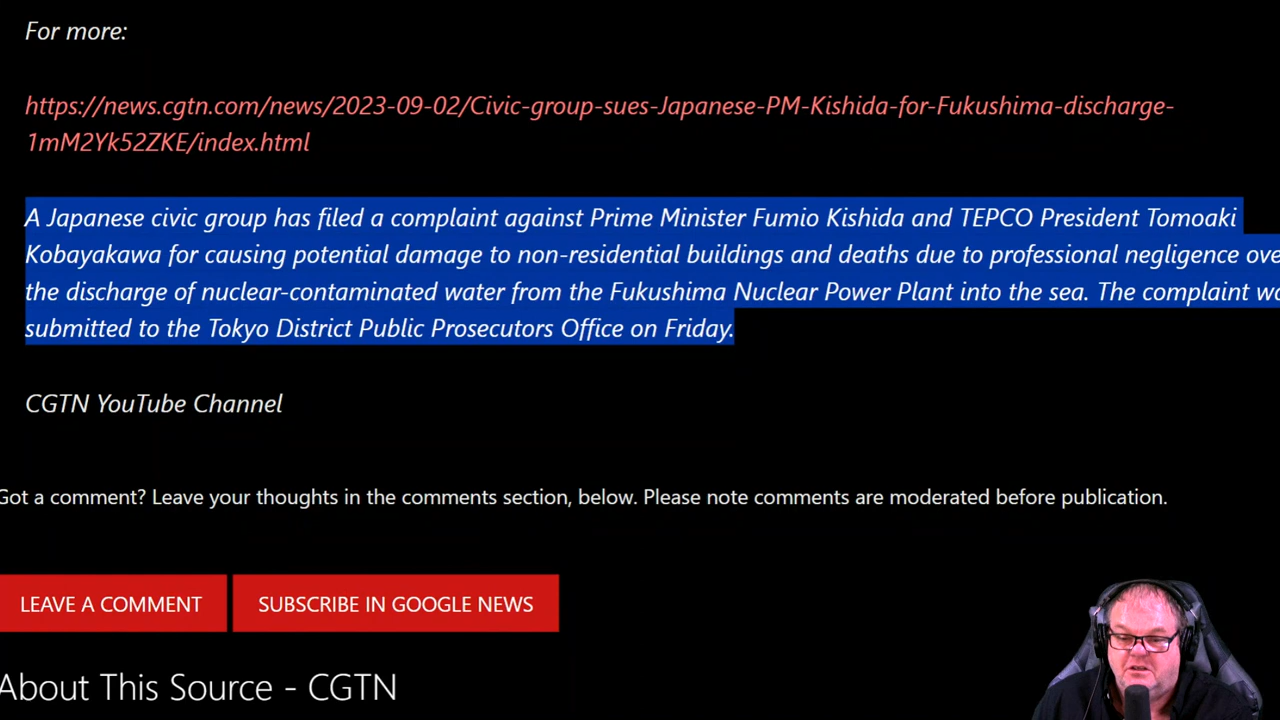 For more:
https://news.cgtn.com/news/2023-09-02/Civic-group-sues-Japanese-PM-Kishida-for-Fukushima-discharge-
1mM2Yk52ZKE/index.html
A Japanese civic group has filed a complaint against Prime Minister Fumio Kishida and TEPCO President Tomoaki
Kobayakawa for causing potential damage to non-residential buildings and deaths due to professional negligence ove
the discharge of nuclear-contaminated water from the Fukushima Nuclear Power Plant into the sea. The complaint wa
submitted to the Tokyo District Public Prosecutors Office on Friday.
CGTN YouTube Channel
Got a comment? Leave your thoughts in the comments section, below. Please note comments are moderated before publication.
LEAVE A COMMENT SUBSCRIBE IN GOOGLE NEWS
About This Source - CGTN